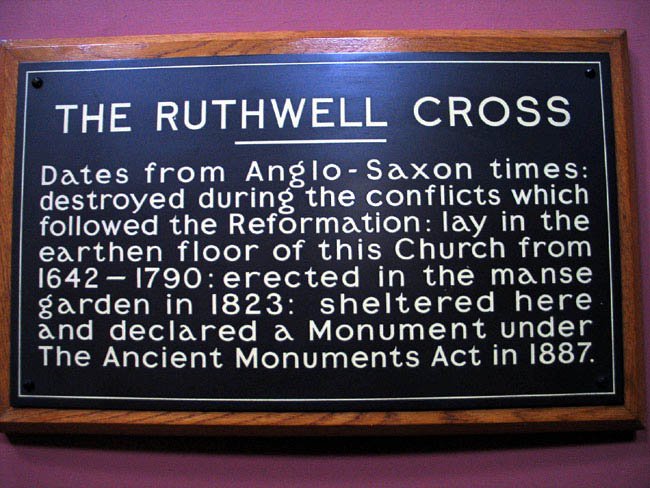 THE RUTHWELL CROSS
Dates from Anglo-Saxon times:
destroyed during the conflicts which
followed the Reformation: lay in the
earthen floor of this Church from
1642 – 1790: erected in the manse
garden in 1823: sheltered here
and declared a Monument under
The Ancient Monuments Act in 1887.